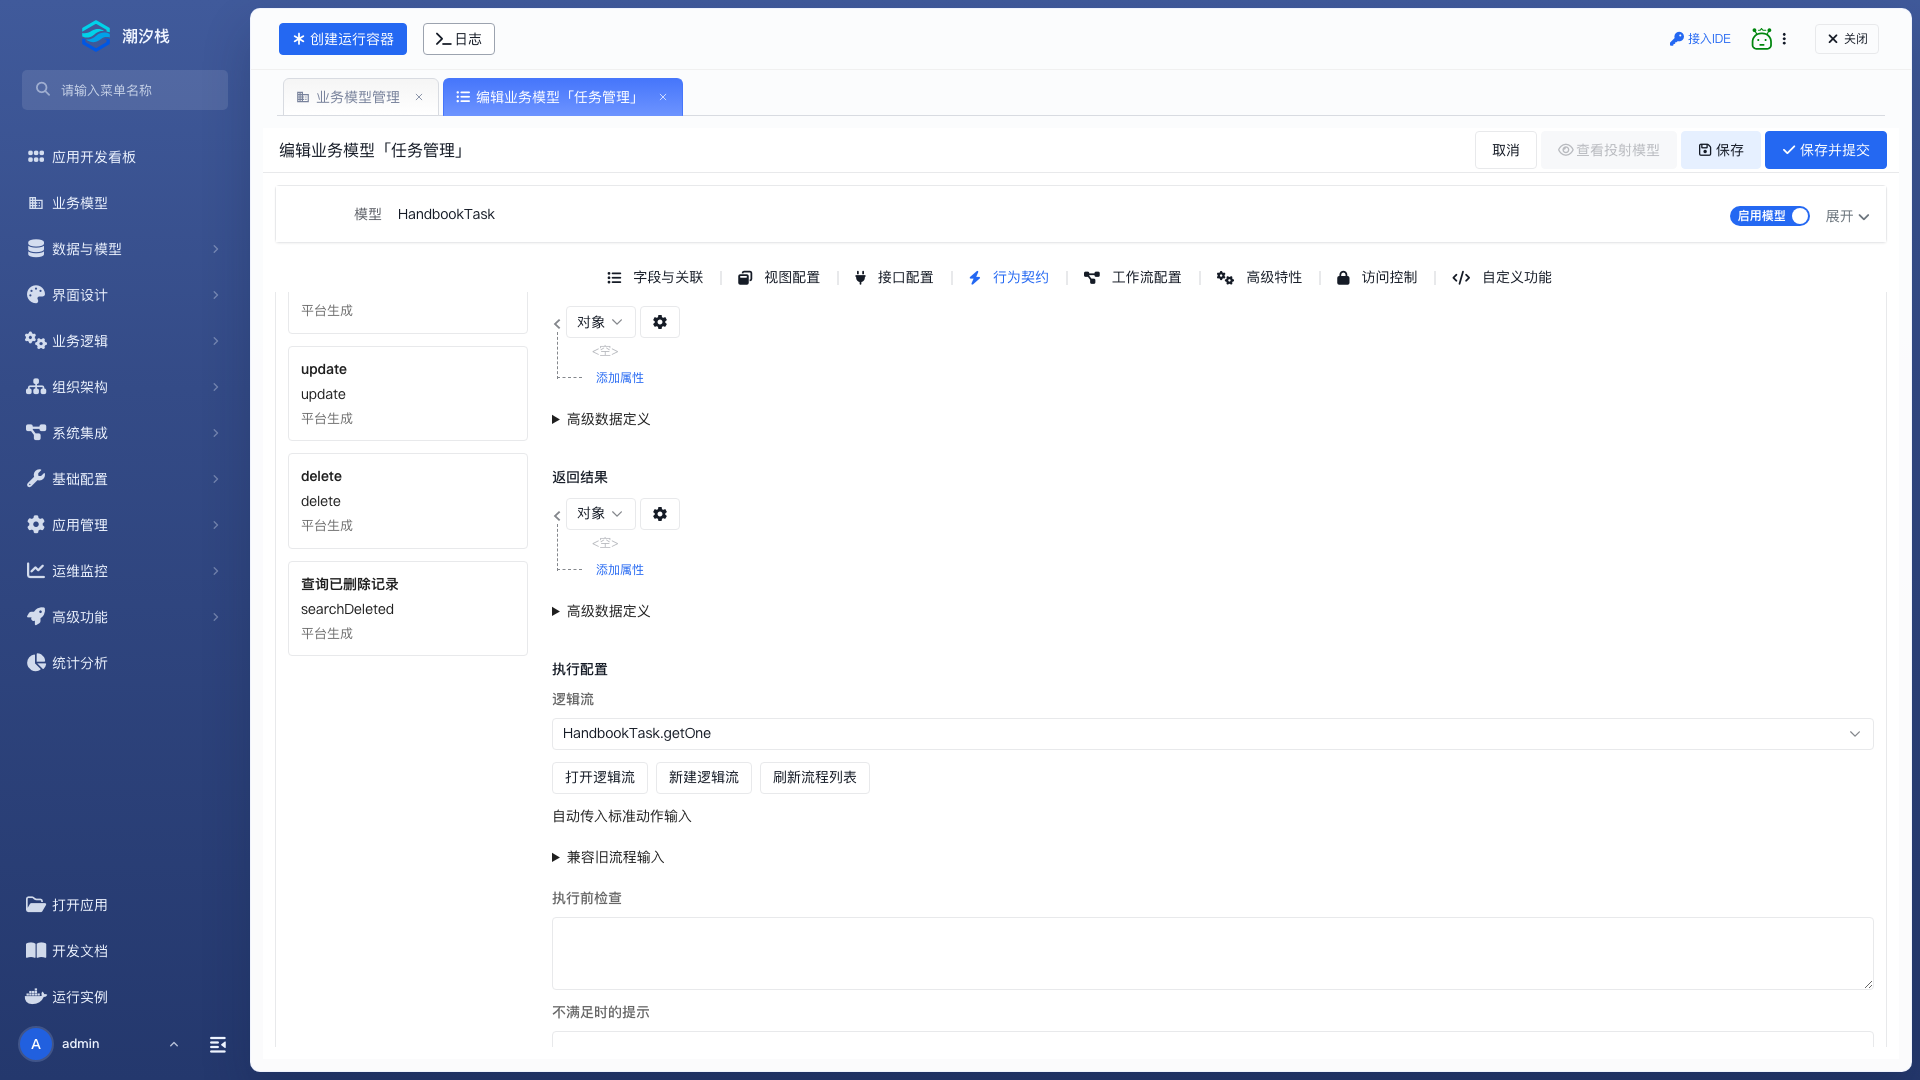 潮汐栈
请输入菜单名称
应用开发看板
业务模型
数据与模型
界面设计
业务逻辑
组织架构
系统集成
基础配置
应用管理
运维监控
高级功能
统计分析
打开应用
开发文档
运行实例
A admin
创建运行容器 日志 接入IDE 关闭
业务模型管理 编辑业务模型「任务管理」
编辑业务模型「任务管理」 取消 查看投射模型 保存 保存并提交
模型 HandbookTask 启用模型 展开
字段与关联 视图配置 接口配置 行为契约 工作流配置 高级特性 访问控制 自定义功能
平台生成
update
update
平台生成
delete
delete
平台生成
查询已删除记录
searchDeleted
平台生成
对象
<空>
添加属性
高级数据定义
返回结果
对象
<空>
添加属性
高级数据定义
执行配置
逻辑流
HandbookTask.getOne
打开逻辑流 新建逻辑流 刷新流程列表
自动传入标准动作输入
兼容旧流程输入
执行前检查
不满足时的提示